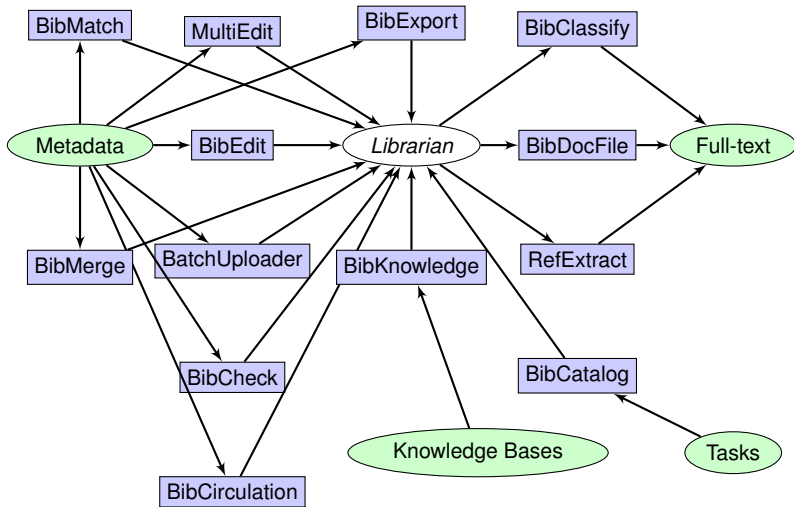 BibMatch
MultiEdit
BibExport
BibClassify
Metadada
BibEdit
Librarian
BibDocFile
Full-text
BibMerge
BatchUploader
BibKnowledge
RefExtract
BibCheck
BibCatalog
Knowledge Bases
Tasks
BibCirculation